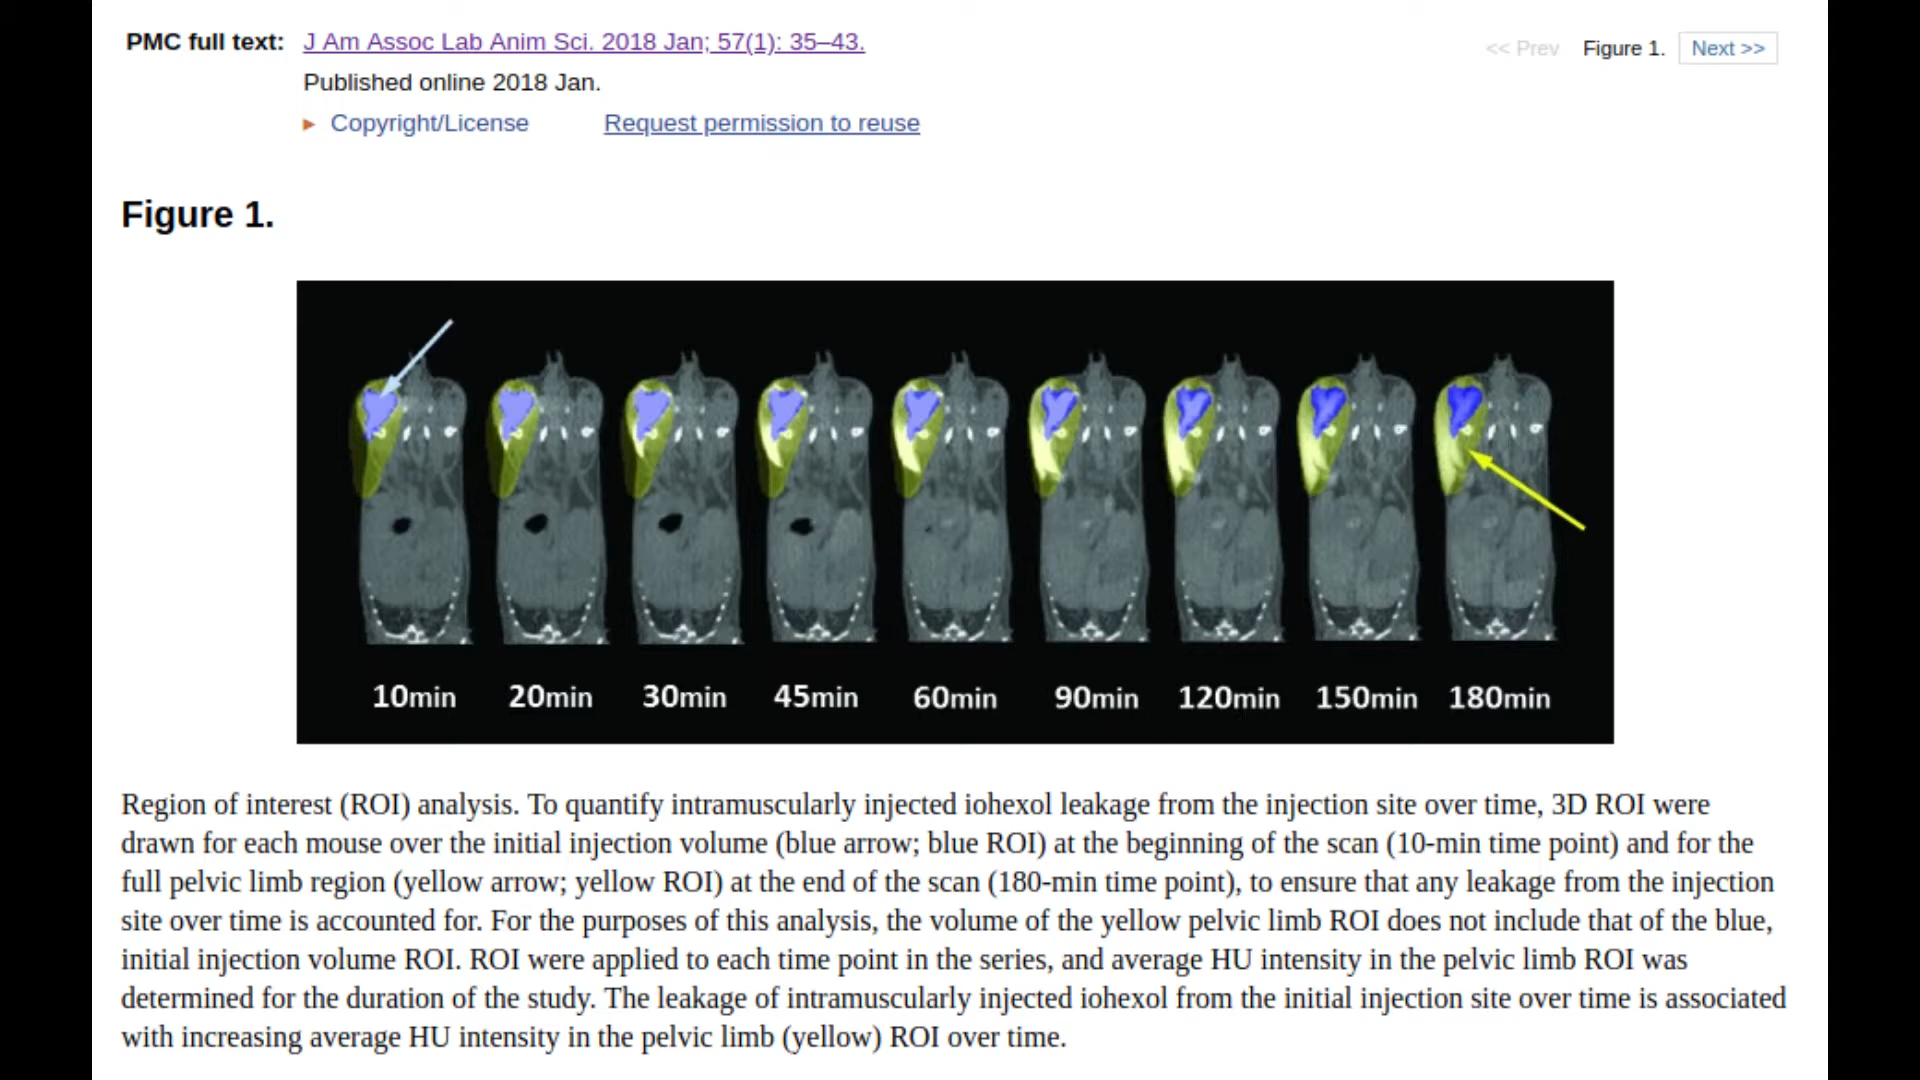 PMC full text: J Am Assoc Lab Anim Sci. 2018 Jan; 57(1): 35–43.
<< Prev Figure 1. Next >>
Published online 2018 Jan.
► Copyright/License Request permission to reuse
Figure 1.
10min 20min 30min 45min 60min 90min 120min 150min 180min
Region of interest (ROI) analysis. To quantify intramuscularly injected iohexol leakage from the injection site over time, 3D ROI were
drawn for each mouse over the initial injection volume (blue arrow; blue ROI) at the beginning of the scan (10-min time point) and for the
full pelvic limb region (yellow arrow; yellow ROI) at the end of the scan (180-min time point), to ensure that any leakage from the injection
site over time is accounted for. For the purposes of this analysis, the volume of the yellow pelvic limb ROI does not include that of the blue,
initial injection volume ROI. ROI were applied to each time point in the series, and average HU intensity in the pelvic limb ROI was
determined for the duration of the study. The leakage of intramuscularly injected iohexol from the initial injection site over time is associated
with increasing average HU intensity in the pelvic limb (yellow) ROI over time.